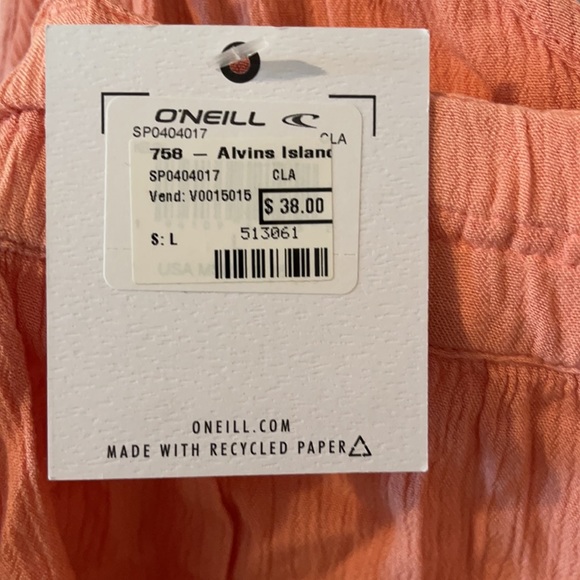 O'NEILL
SP0404017 CLA
758 — Alvins Island
SP0404017 CLA
Vend: V0015015
$ 38.00
S: L 513061
USA M
ONEILL.COM
MADE WITH RECYCLED PAPER